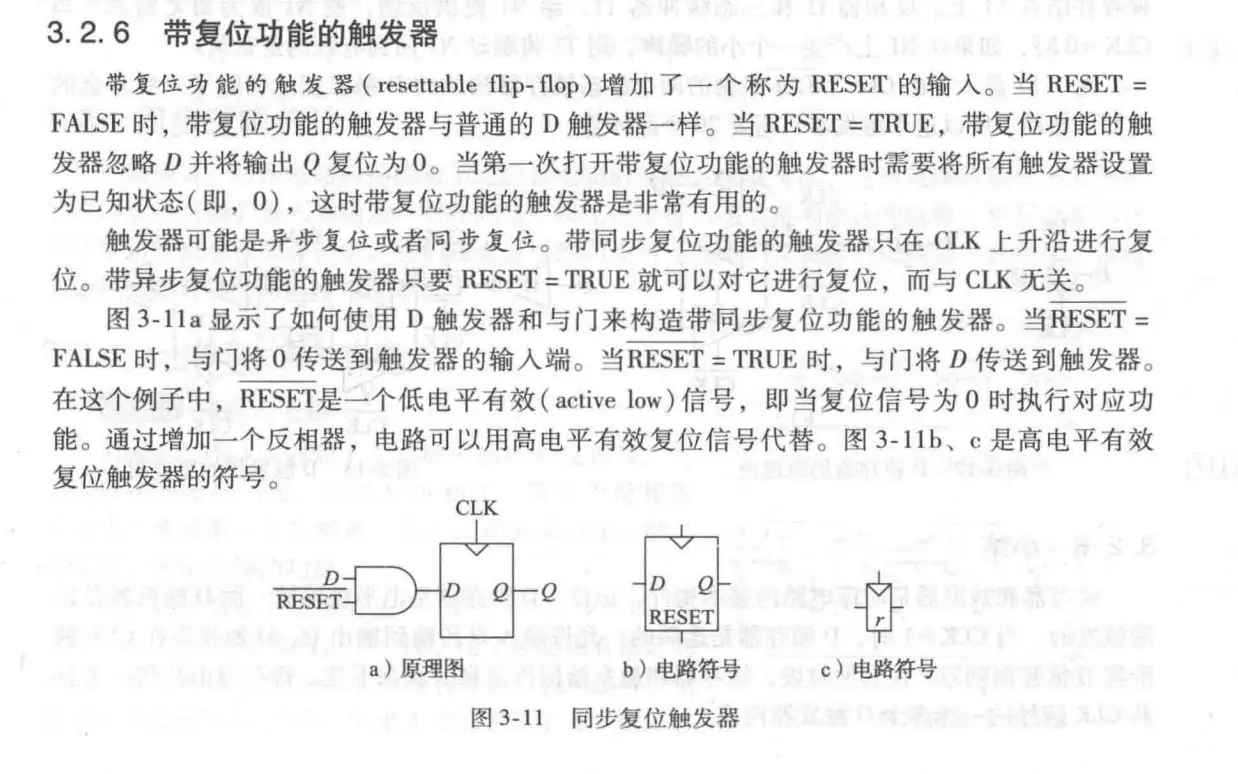 3.2.6 带复位功能的触发器
带复位功能的触发器(resettable flip-flop)增加了一个称为 RESET 的输入。当 RESET =
FALSE 时,带复位功能的触发器与普通的 D 触发器一样。当 RESET = TRUE,带复位功能的触
发器忽略 D 并将输出 Q 复位为0。当第一次打开带复位功能的触发器时需要将所有触发器设置
为已知状态(即,0),这时带复位功能的触发器是非常有用的。
触发器可能是异步复位或者同步复位。带同步复位功能的触发器只在 CLK 上升沿进行复
位。带异步复位功能的触发器只要 RESET = TRUE 就可以对它进行复位,而与 CLK 无关。
图 3-11a 显示了如何使用 D 触发器和与门来构造带同步复位功能的触发器。当R̅E̅S̅E̅T̅ =
FALSE 时,与门将 0 传送到触发器的输入端。当R̅E̅S̅E̅T̅ = TRUE 时,与门将 D 传送到触发器。
在这个例子中,R̅E̅S̅E̅T̅是一个低电平有效(active low)信号,即当复位信号为 0 时执行对应功
能。通过增加一个反相器,电路可以用高电平有效复位信号代替。图 3-11b、c 是高电平有效
复位触发器的符号。
CLK
D
R̅E̅S̅E̅T̅
D Q Q
D Q
RESET
r
a)原理图 b)电路符号 c)电路符号
图 3-11 同步复位触发器